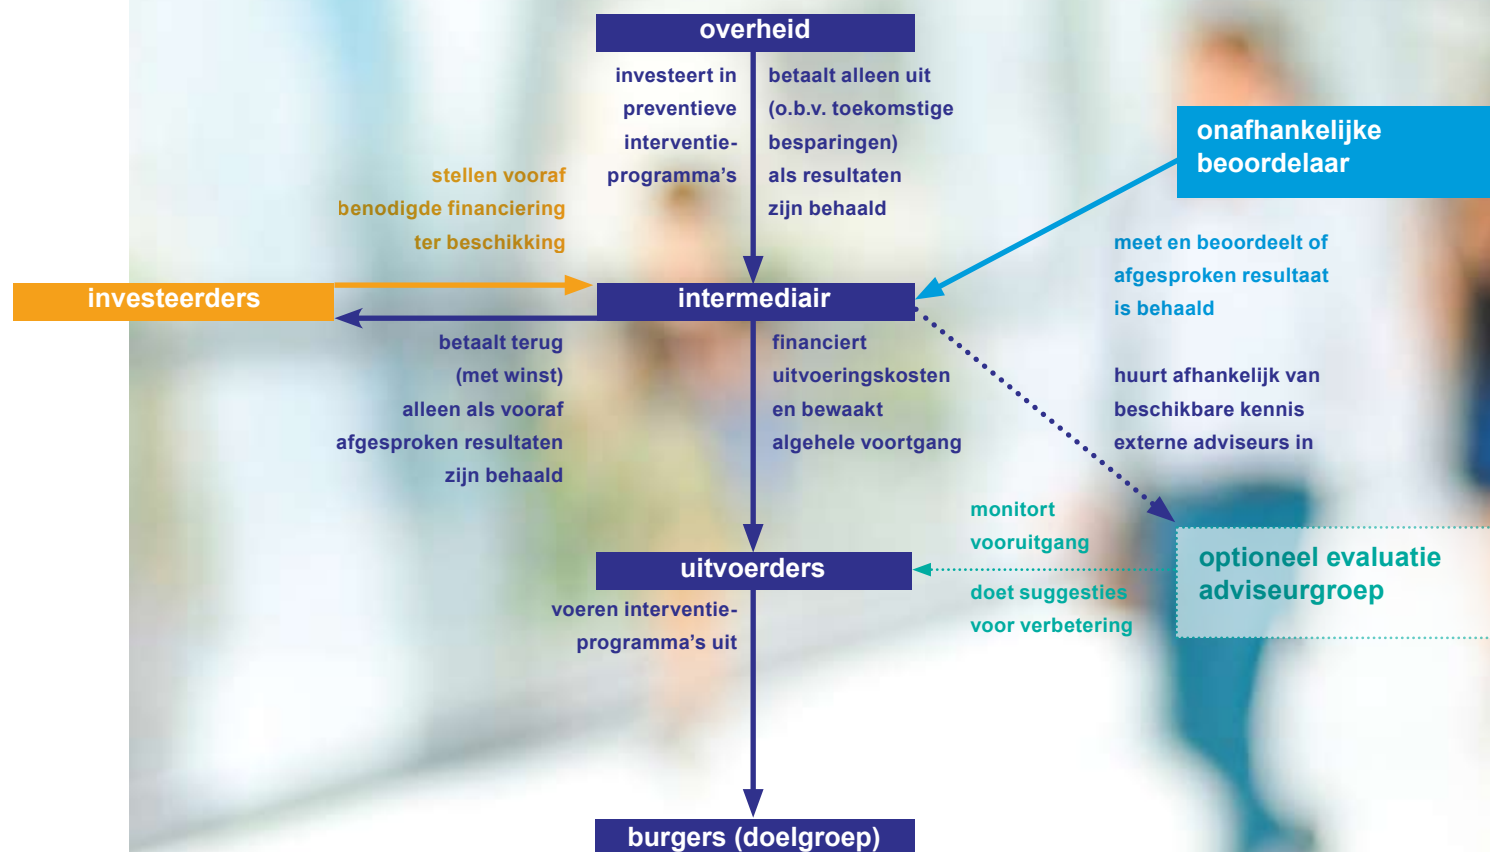 overheid
investeert in
preventieve
interventie-
programma's
betaalt alleen uit
(o.b.v. toekomstige
besparingen)
als resultaten
zijn behaald
onafhankelijke
beoordelaar
stellen vooraf
benodigde financiering
ter beschikking
meet en beoordeelt of
afgesproken resultaat
is behaald
investeerders
intermediair
betaalt terug
(met winst)
alleen als vooraf
afgesproken resultaten
zijn behaald
financiert
uitvoeringskosten
en bewaakt
algehele voortgang
huurt afhankelijk van
beschikbare kennis
externe adviseurs in
monitort
vooruitgang
doet suggesties
voor verbetering
optioneel evaluatie
adviseurgroep
uitvoerders
voeren interventie-
programma's uit
burgers (doelgroep)